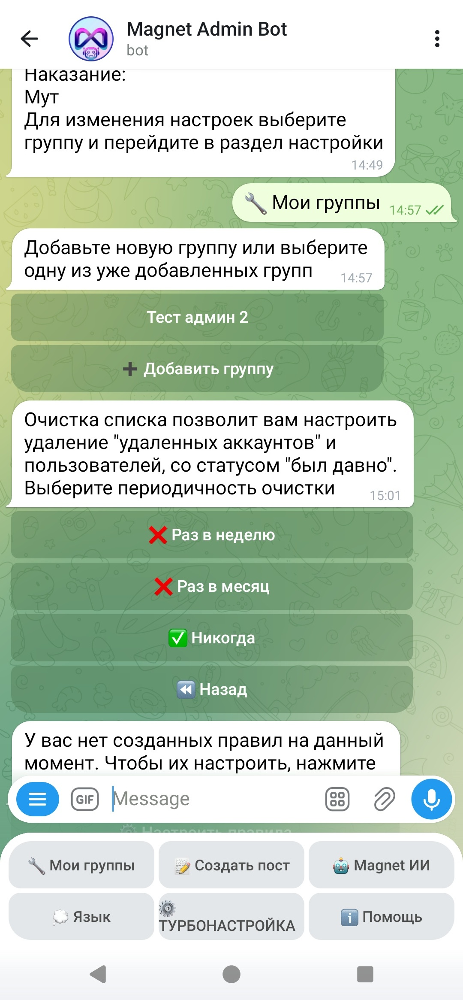 Magnet Admin Bot
bot
Наказание:
Мут
Для изменения настроек выберите
группу и перейдите в раздел настройки
14:49
Мои группы 14:57
Добавьте новую группу или выберите
одну из уже добавленных групп 14:57
Тест админ 2
Добавить группу
Очистка списка позволит вам настроить
удаление "удаленных аккаунтов" и
пользователей, со статусом "был давно".
Выберите периодичность очистки 15:01
Раз в неделю
Раз в месяц
Никогда
Назад
У вас нет созданных правил на данный
момент. Чтобы их настроить, нажмите
GIF Message
Настроить правила
Мои группы Создать пост Magnet ИИ
Язык ТУРБОНАСТРОЙКА Помощь